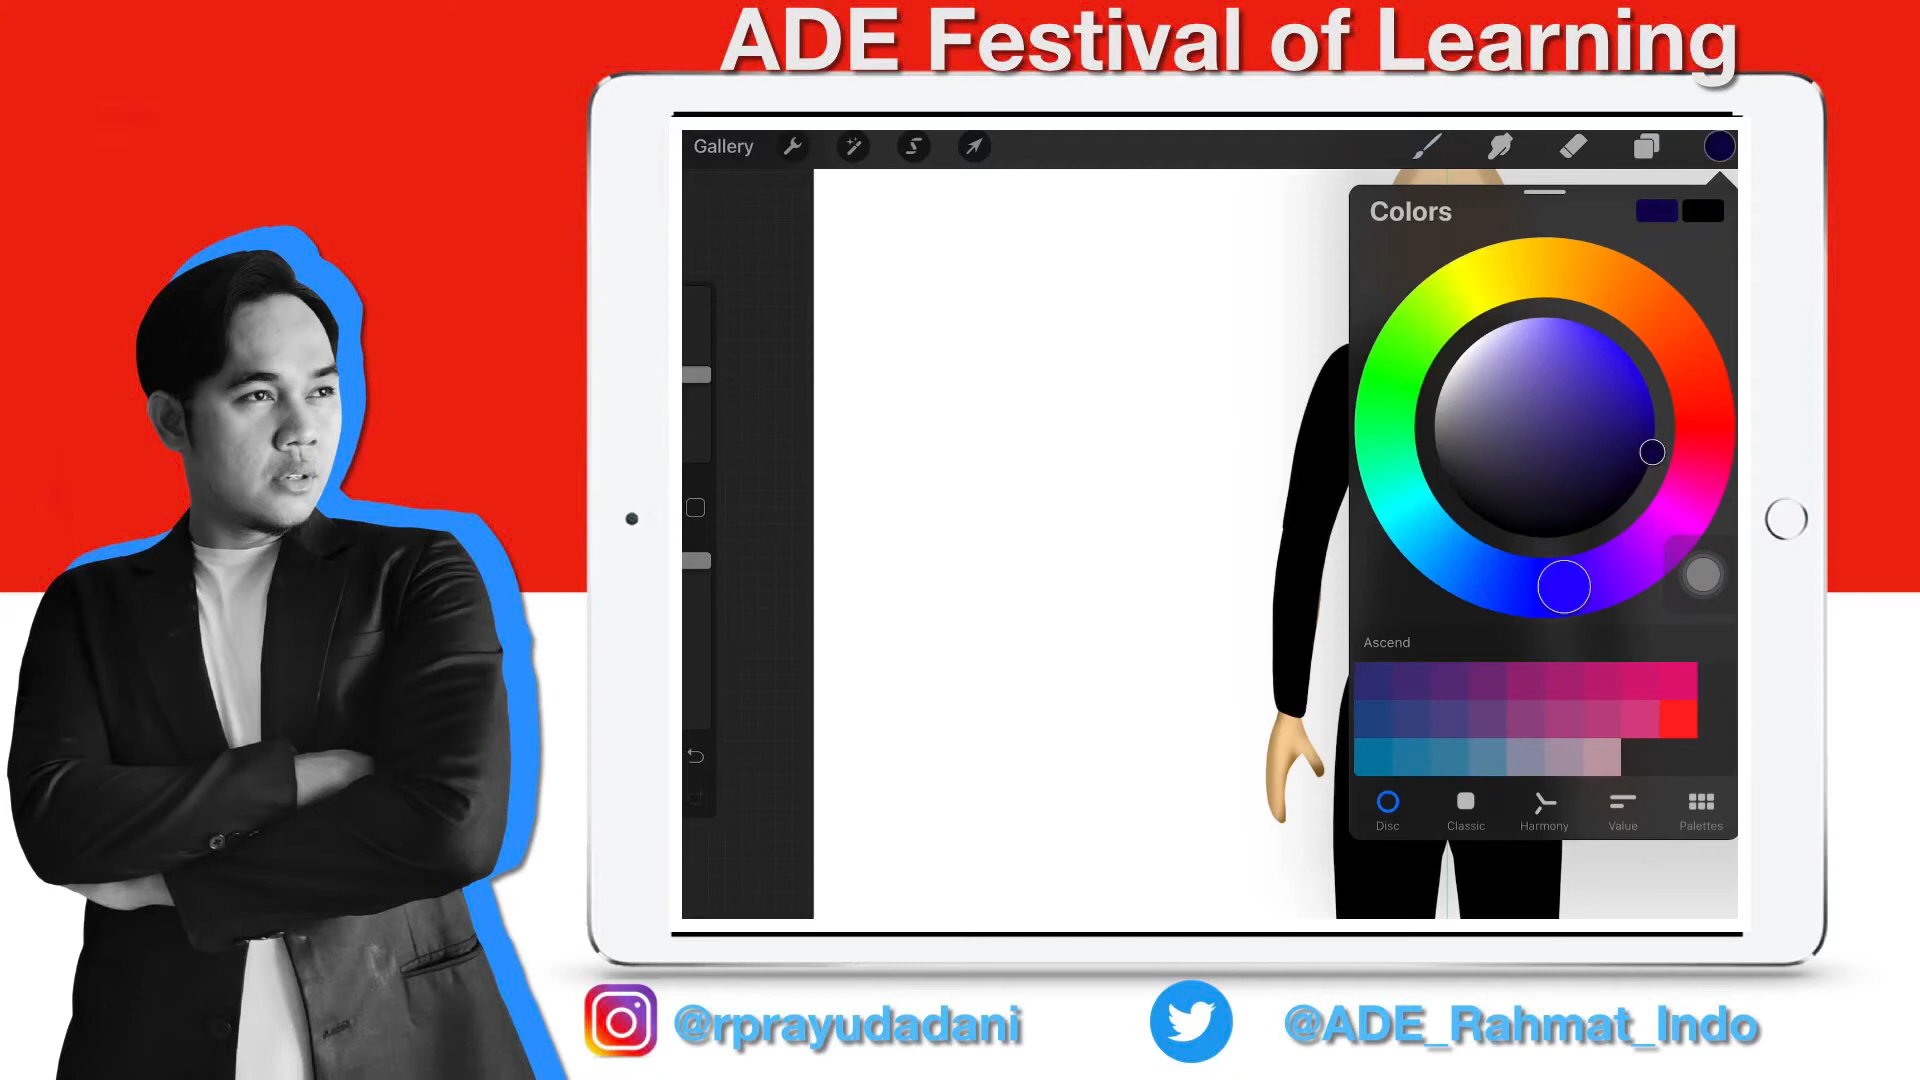 ADE Festival of Learning
Gallery
Colors
Ascend
Disc
Classic
Harmony
Value
Palettes
@rprayudadani
@ADE_Rahmat_Indo